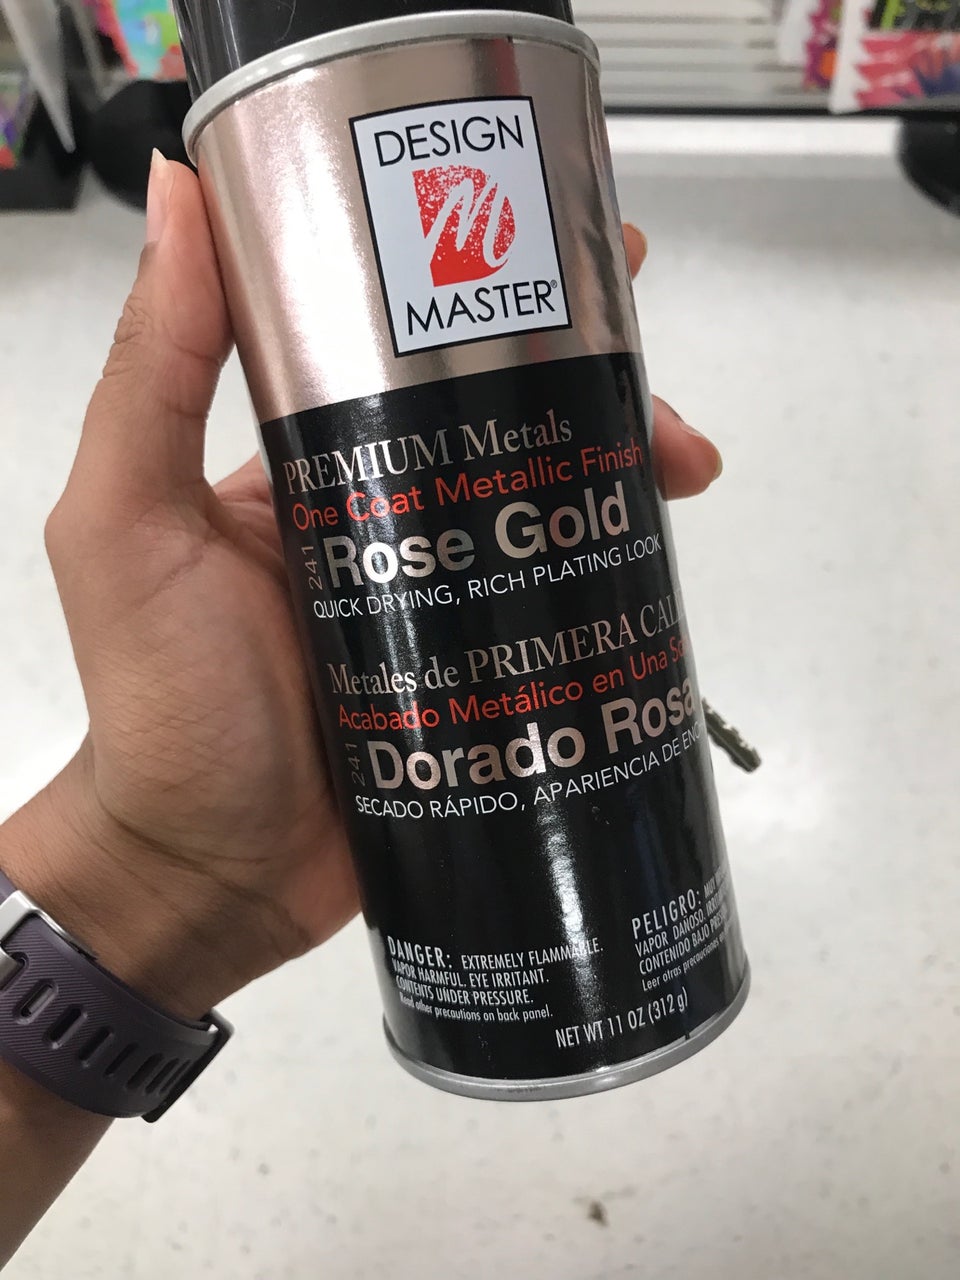 DESIGN
M
MASTER®
PREMIUM Metals
One Coat Metallic Finish
241 Rose Gold
QUICK DRYING, RICH PLATING LOOK
Metales de PRIMERA
Acabado Metálico en Una
241 Dorado Rosa
SECADO RÁPIDO, APARIENCIA DE
DANGER: EXTREMELY FLAMMABLE.
VAPOR HARMFUL. EYE IRRITANT.
CONTENTS UNDER PRESSURE.
Read other precautions on back panel.
PELIGRO: MUY
VAPOR DAÑOSO.
CONTENIDO BAJO
Leer otras precauciones
NET WT 11 OZ (312 g)